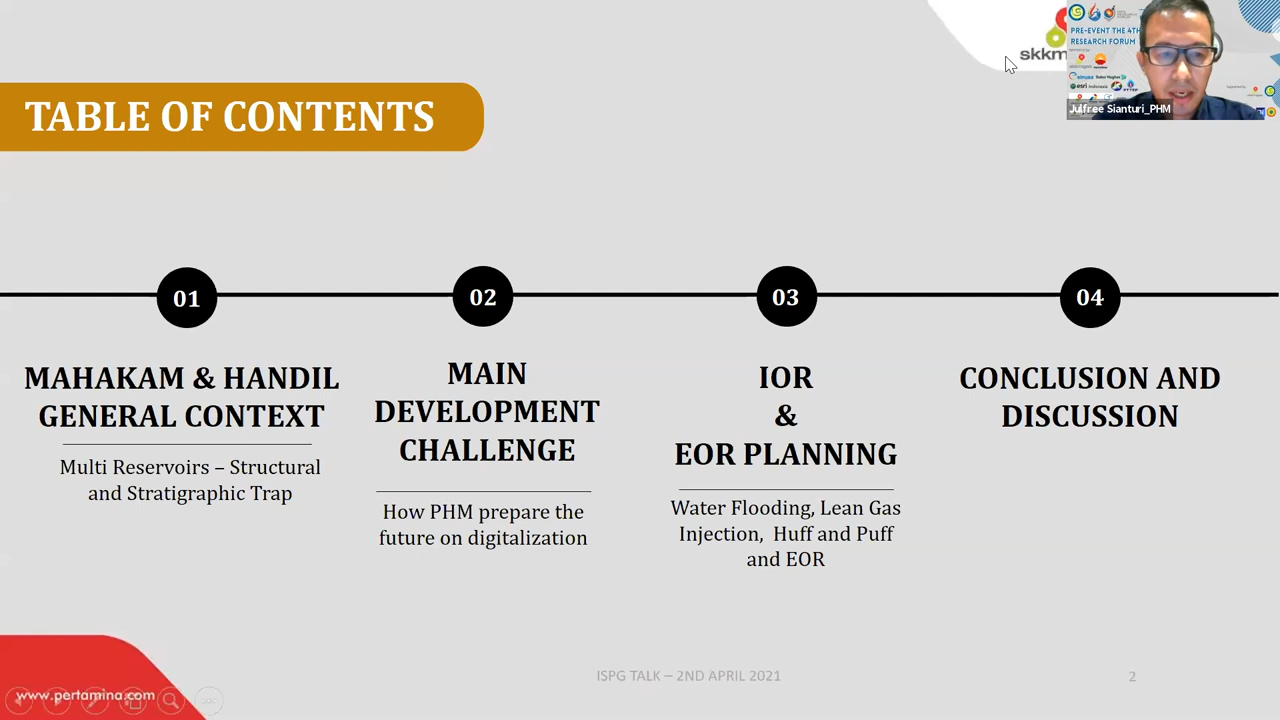 TABLE OF CONTENTS
skkm
PRE-EVENT THE 4TH
RESEARCH FORUM
Julfree Sianturi_PHM
01
MAHAKAM & HANDIL
GENERAL CONTEXT
Multi Reservoirs – Structural
and Stratigraphic Trap
02
MAIN
DEVELOPMENT
CHALLENGE
How PHM prepare the
future on digitalization
03
IOR
&
EOR PLANNING
Water Flooding, Lean Gas
Injection,  Huff and Puff
and EOR
04
CONCLUSION AND
DISCUSSION
www.pertamina.com
ISPG TALK – 2ND APRIL 2021
2